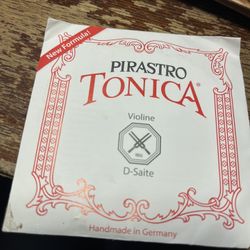 New Formula!
PIRASTRO
TONICA®
Violine
D-Saite
Handmade in Germany